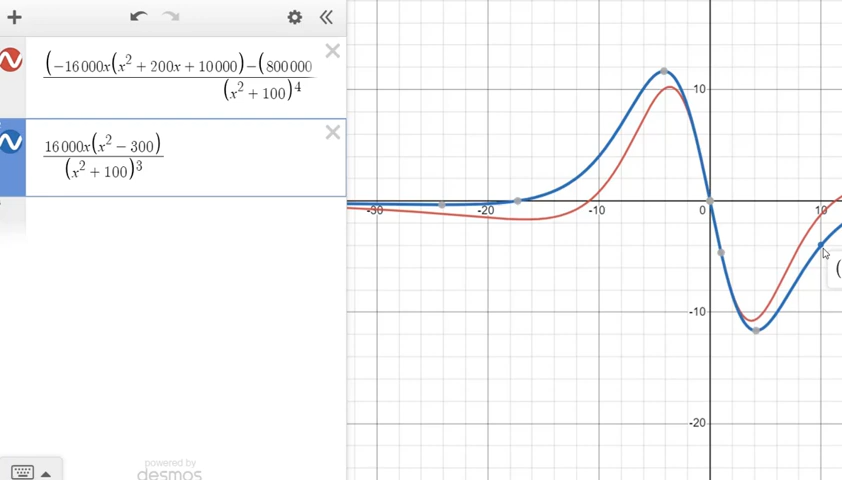 (−16000x(x² + 200x + 10000) − (800000
(x² + 100)⁴
16000x(x² − 300)
(x² + 100)³
powered by
desmos
10
-30 -20 -10 0 10
-10
-20
(